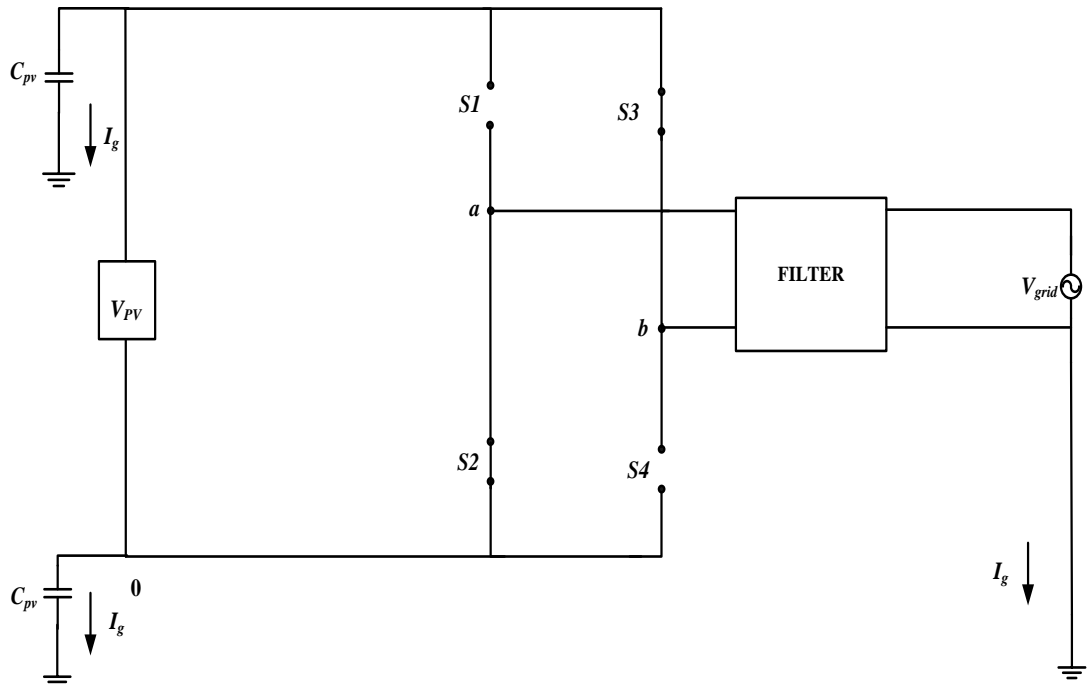 C_pv
I_g
S1
S3
a
FILTER
V_PV
V_grid
b
S2
S4
C_pv
0
I_g
I_g